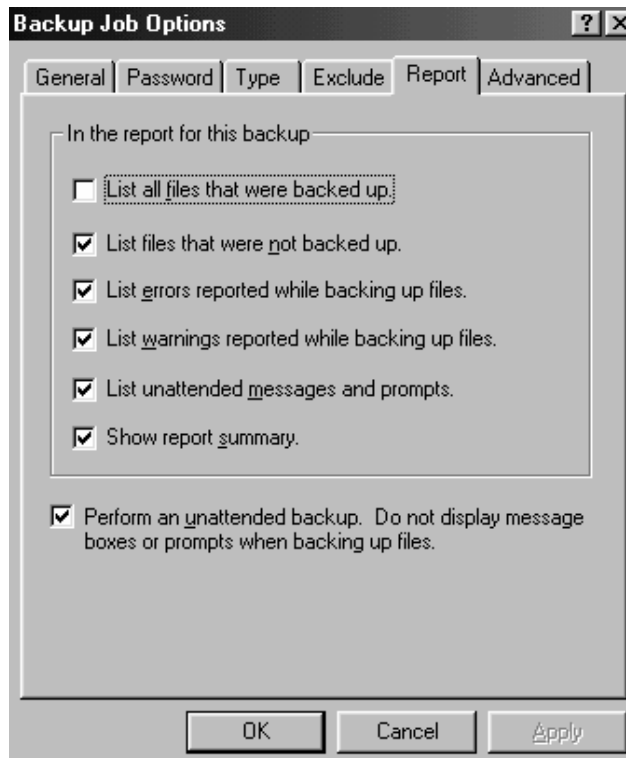 Backup Job Options
General Password Type Exclude Report Advanced
In the report for this backup
List all files that were backed up.
List files that were not backed up.
List errors reported while backing up files.
List warnings reported while backing up files.
List unattended messages and prompts.
Show report summary.
Perform an unattended backup. Do not display message
boxes or prompts when backing up files.
OK Cancel Apply